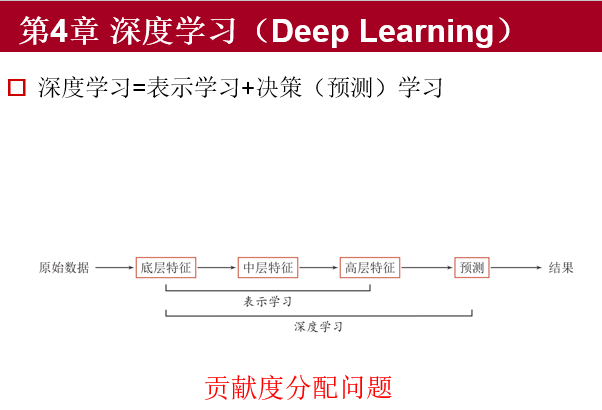 第4章 深度学习（Deep Learning）
深度学习=表示学习+决策（预测）学习
原始数据 底层特征 中层特征 高层特征 预测 结果
表示学习
深度学习
贡献度分配问题